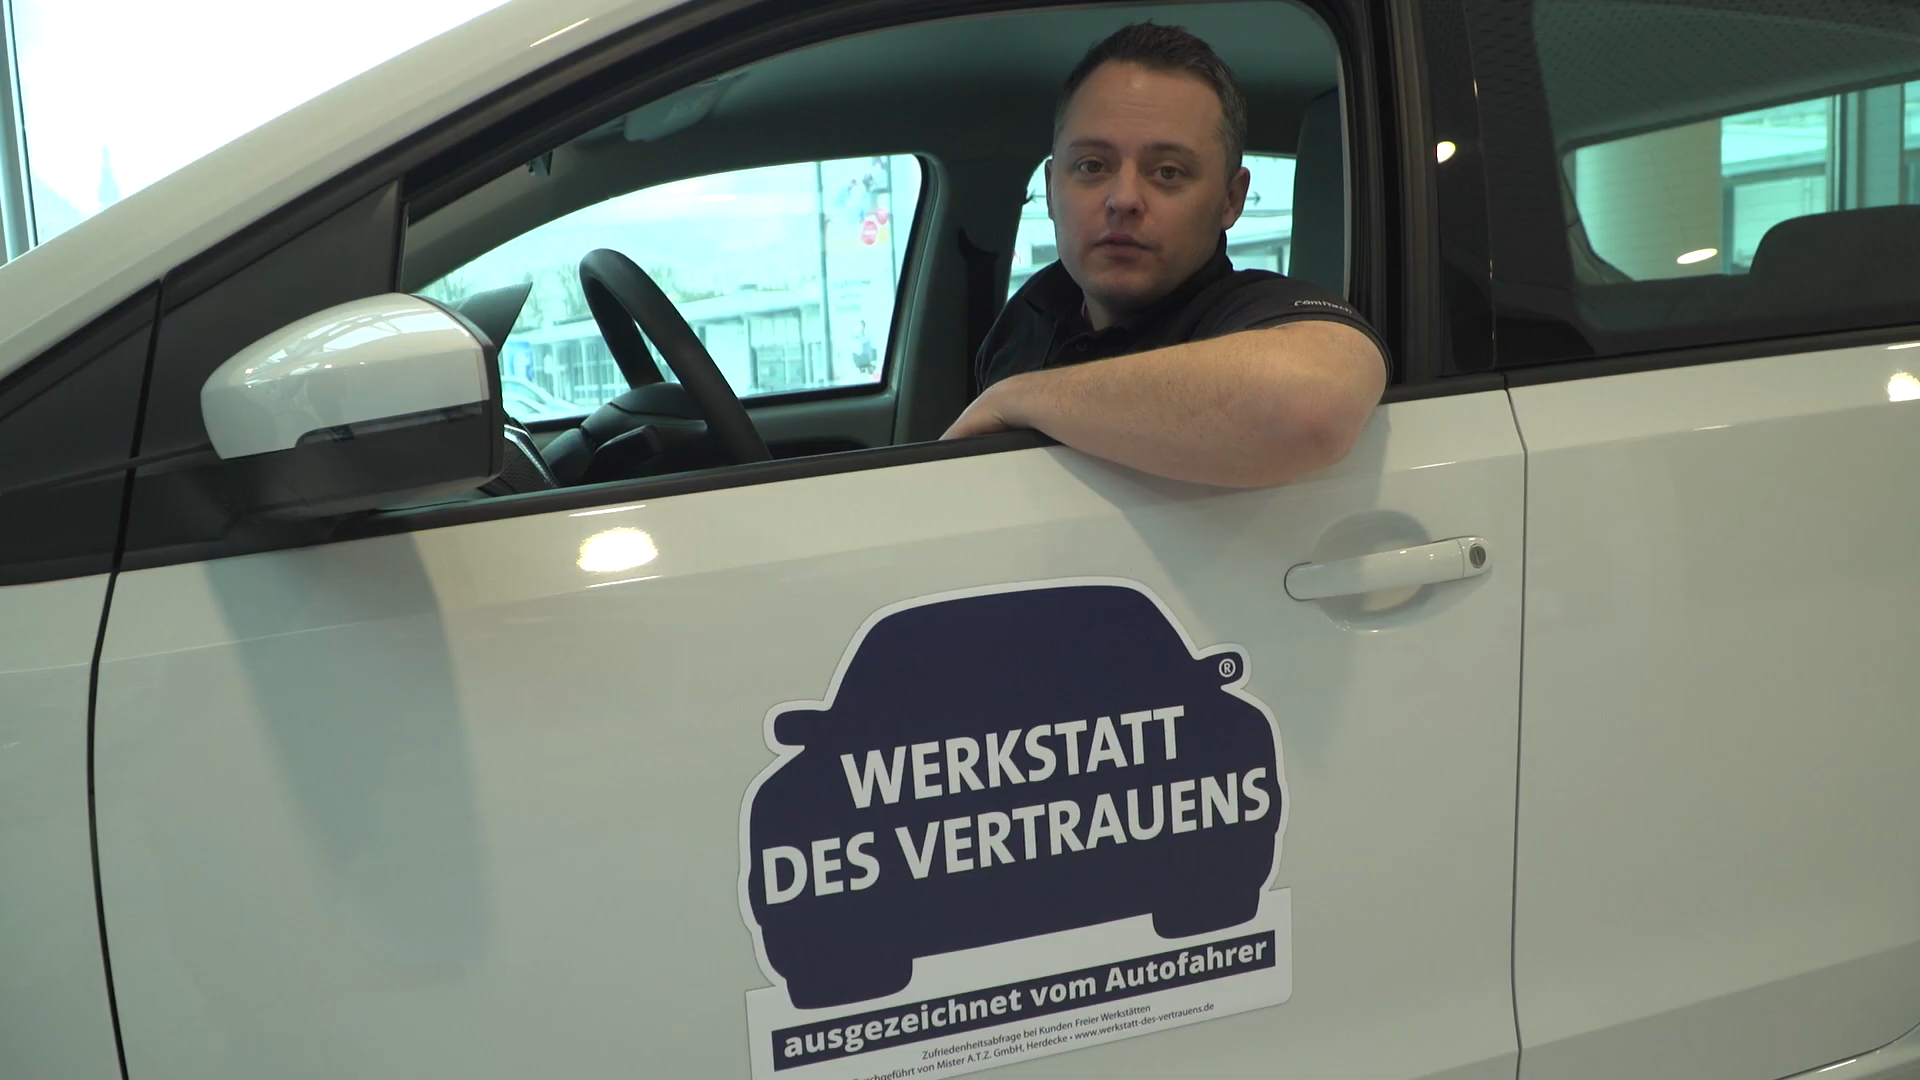 ®
WERKSTATT
DES VERTRAUENS
ausgezeichnet vom Autofahrer
Zufriedenheitsabfrage bei Kunden Freier Werkstätten
von Mister A.T.Z. GmbH, Herdecke • www.werkstatt-des-vertrauens.de